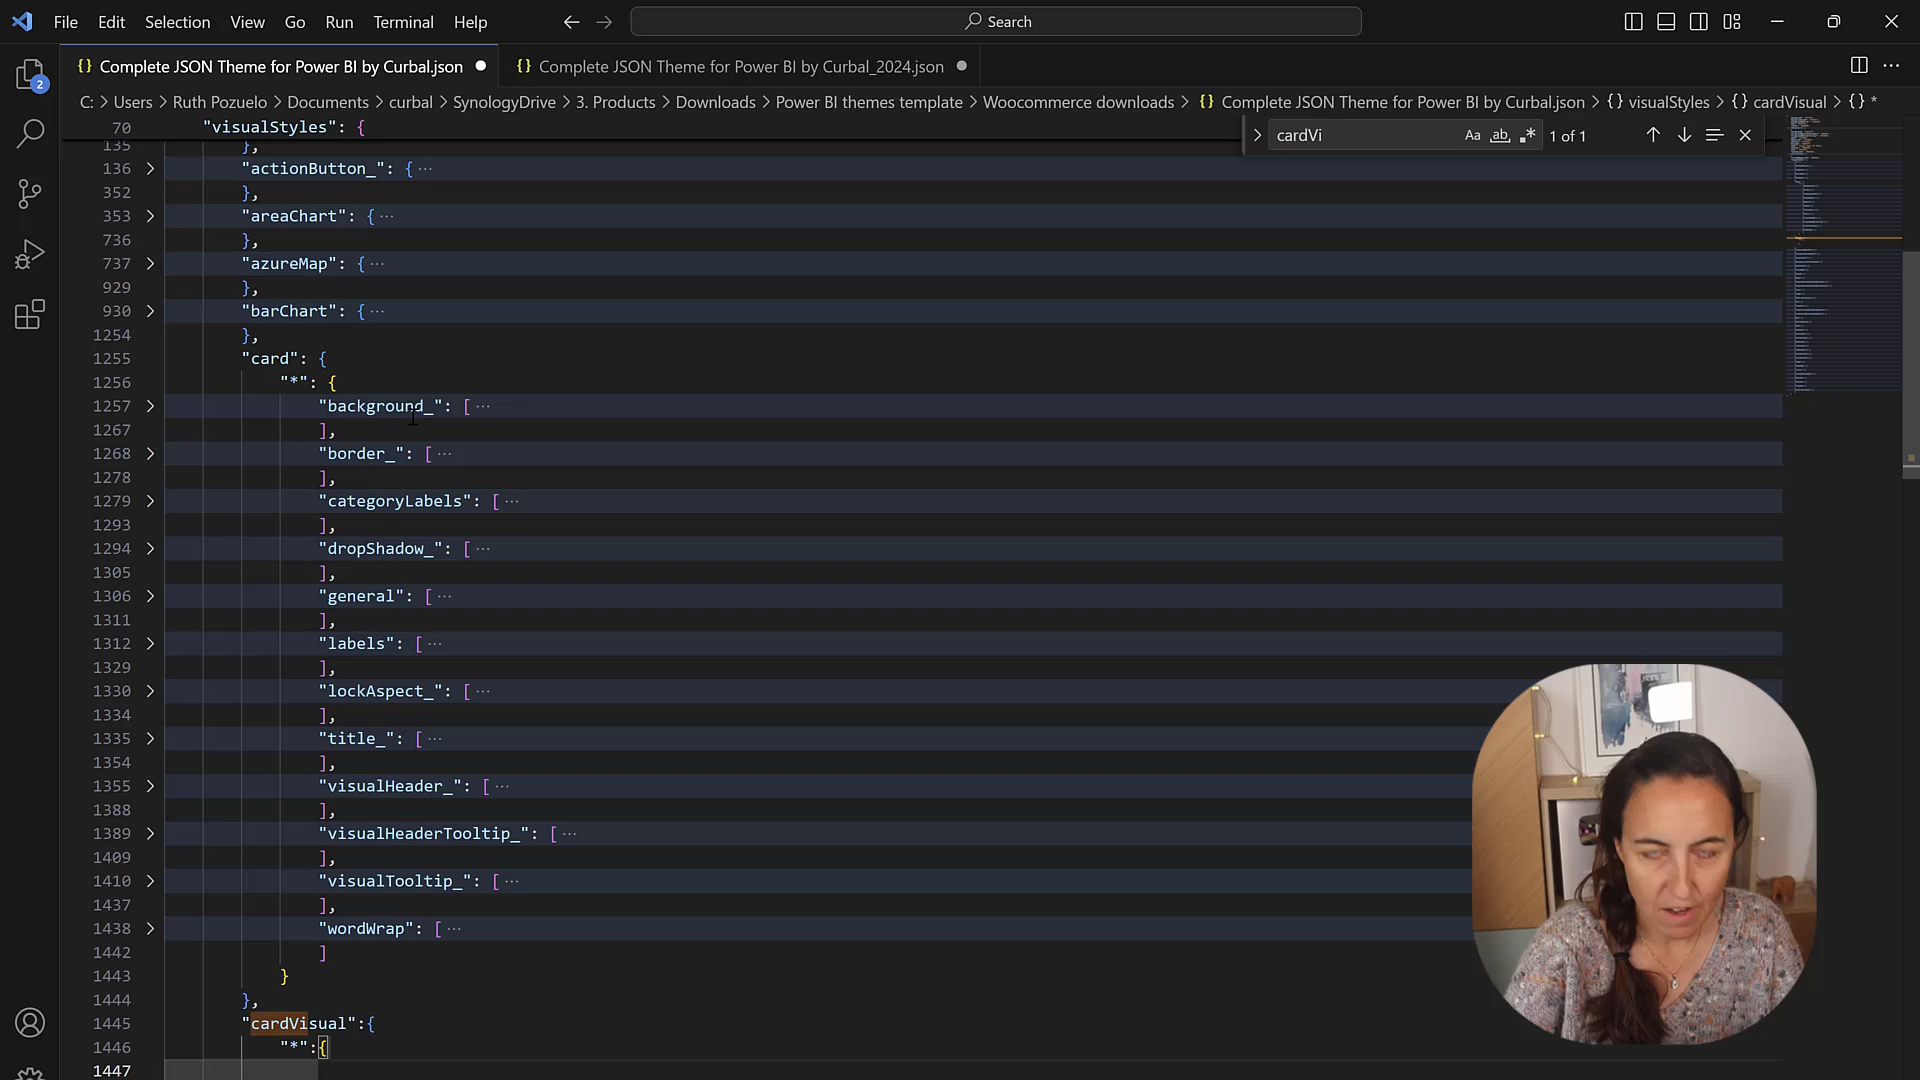 File Edit Selection View Go Run Terminal Help
Search
2
Complete JSON Theme for Power BI by Curbal.json
Complete JSON Theme for Power BI by Curbal_2024.json
C: > Users > Ruth Pozuelo > Documents > curbal > SynologyDrive > 3. Products > Downloads > Power BI themes template > Woocommerce downloads > {} Complete JSON Theme for Power BI by Curbal.json > {} visualStyles > {} cardVisual > {} *
cardVi Aa ab .* 1 of 1
70 "visualStyles": {
135 },
136 "actionButton_": { ...
352 },
353 "areaChart": { ...
736 },
737 "azureMap": { ...
929 },
930 "barChart": { ...
1254 },
1255 "card": {
1256 "*": {
1257 "background_": [ ...
1267 ],
1268 "border_": [ ...
1278 ],
1279 "categoryLabels": [ ...
1293 ],
1294 "dropShadow_": [ ...
1305 ],
1306 "general": [ ...
1311 ],
1312 "labels": [ ...
1329 ],
1330 "lockAspect_": [ ...
1334 ],
1335 "title_": [ ...
1354 ],
1355 "visualHeader_": [ ...
1388 ],
1389 "visualHeaderTooltip_": [ ...
1409 ],
1410 "visualTooltip_": [ ...
1437 ],
1438 "wordWrap": [ ...
1442 ]
1443 }
1444 },
1445 "cardVisual":{
1446 "*":{
1447